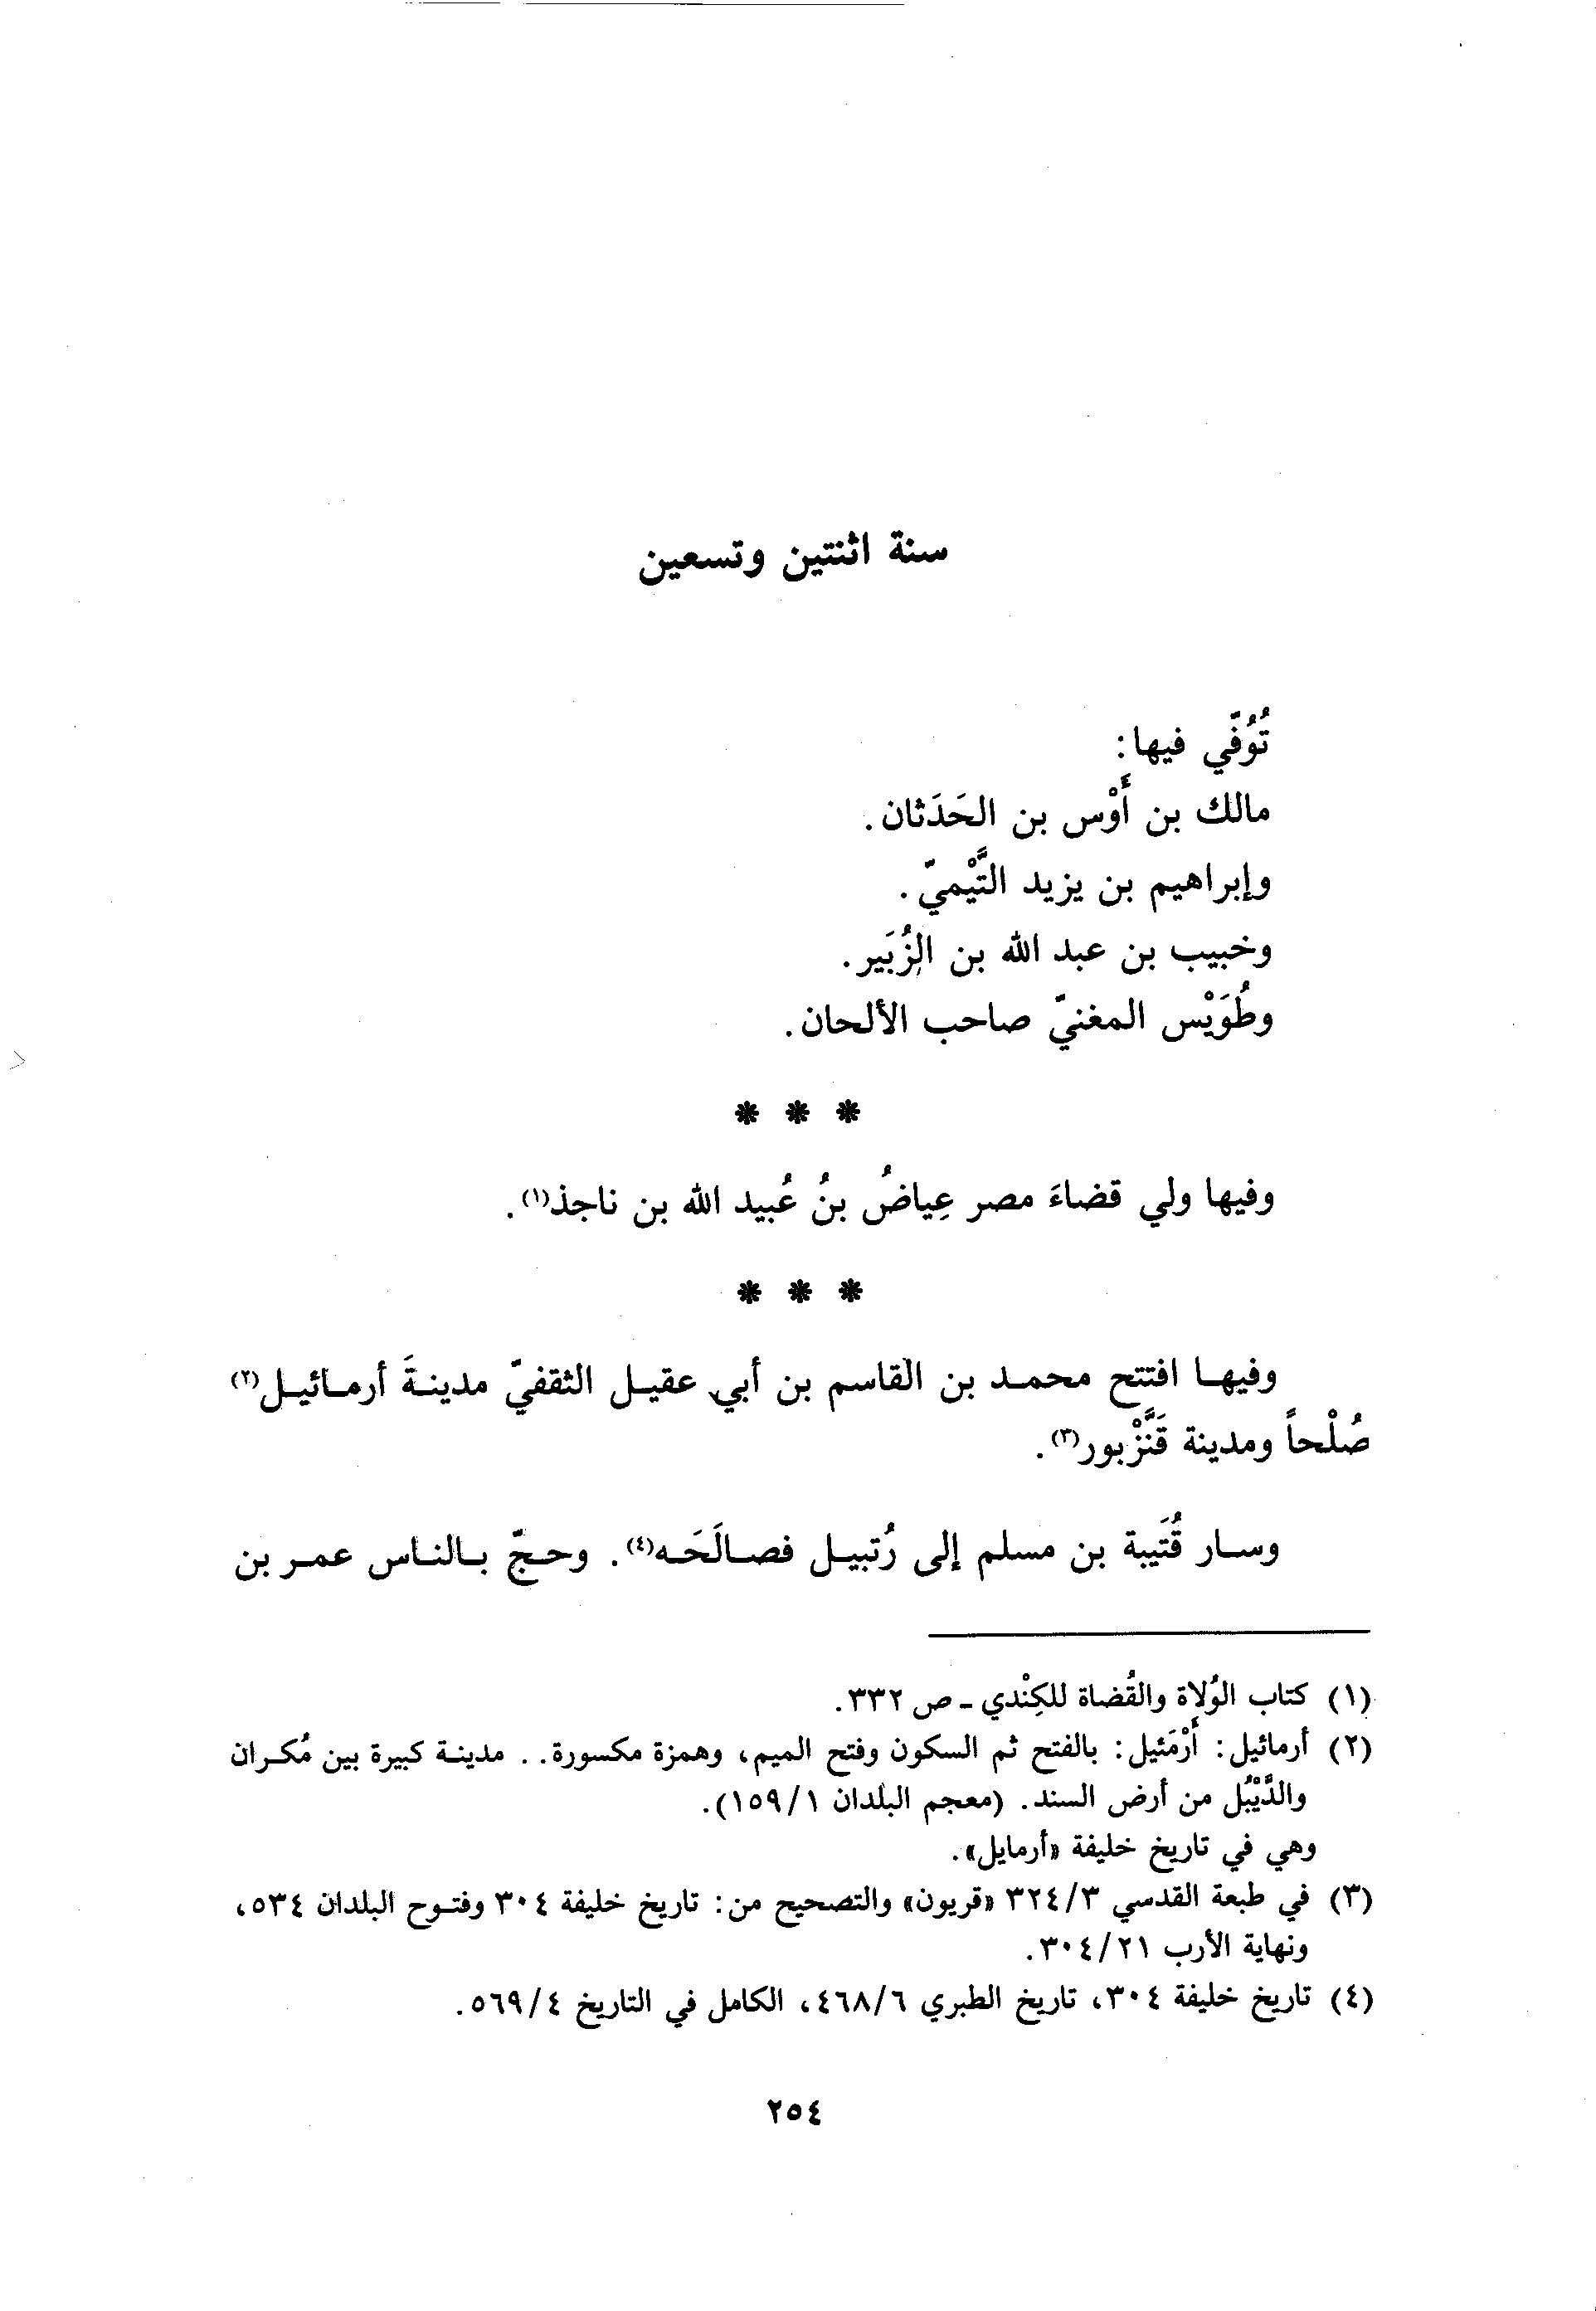 سنة اثنتين وتسعين
تُوُفّي فيها:
مالك بن أَوْس بن الحَدَثان.
وإبراهيم بن يزيد التَّيْميّ.
وخبيب بن عبد الله بن الزُبَير.
وطُوَيْس المغنيّ صاحب الألحان.
* * *
وفيها ولي قضاءَ مصر عِياضُ بنُ عُبيد الله بن ناجذ(١).
* * *
وفيها افتتح محمد بن القاسم بن أبي عقيل الثقفيّ مدينةَ أرمائيل(٢)
صُلْحاً ومدينة قَنَّزْبور(٣).
وسار قُتَيبة بن مسلم إلى رُتبيل فصالَحَه(٤). وحجّ بالناس عمر بن
(١) كتاب الوُلاة والقُضاة للكِنْدي - ص ٣٣٢.
(٢) أرمائيل: أَرْمَئيل: بالفتح ثم السكون وفتح الميم، وهمزة مكسورة. . مدينة كبيرة بين مُكران
والدَّيْبُل من أرض السند. (معجم البلدان ١/١٥٩).
وهي في تاريخ خليفة «أرمايل».
(٣) في طبعة القدسي ٣/٣٢٤ «قريون» والتصحيح من: تاريخ خليفة ٣٠٤ وفتوح البلدان ٥٣٤،
ونهاية الأرب ٢١/٣٠٤.
(٤) تاريخ خليفة ٣٠٤، تاريخ الطبري ٦/٤٦٨، الكامل في التاريخ ٤/٥٦٩.
٢٥٤